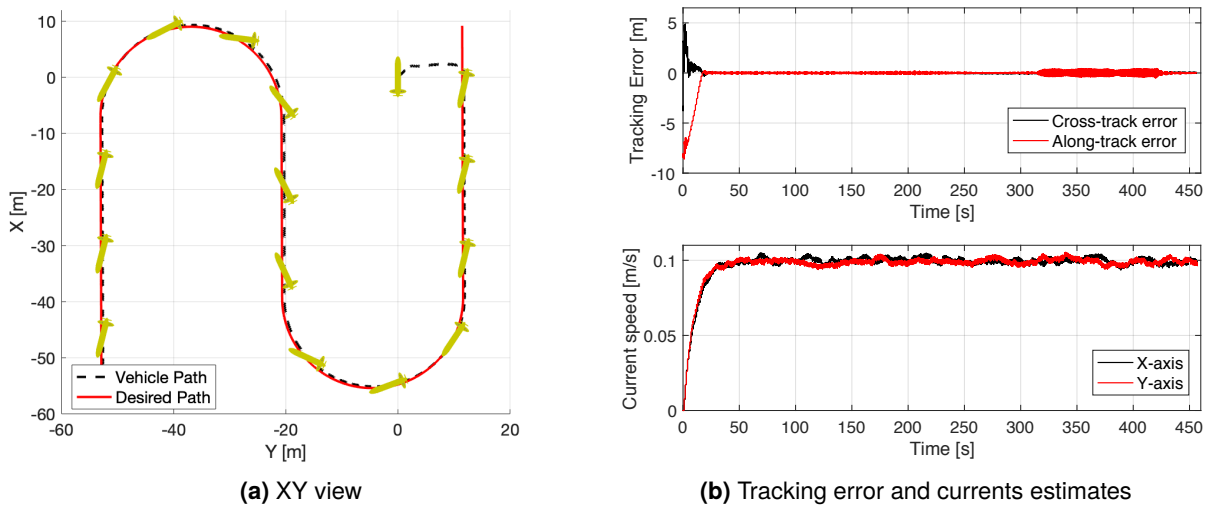 10
0
-10
-20
-30
-40
-50
-60
X [m]
Vehicle Path
Desired Path
-60 -40 -20 0 20
Y [m]
(a) XY view
5
0
-5
-10
Tracking Error [m]
Cross-track error
Along-track error
0 50 100 150 200 250 300 350 400 450
Time [s]
0.1
0.05
0
Current speed [m/s]
X-axis
Y-axis
0 50 100 150 200 250 300 350 400 450
Time [s]
(b) Tracking error and currents estimates